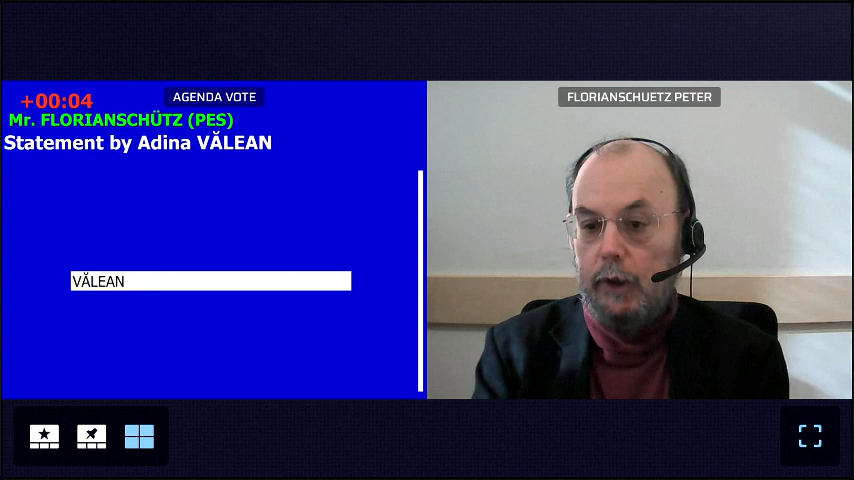 +00:04
AGENDA VOTE
Mr. FLORIANSCHÜTZ (PES)
Statement by Adina VĂLEAN
VĂLEAN
FLORIANSCHUETZ PETER